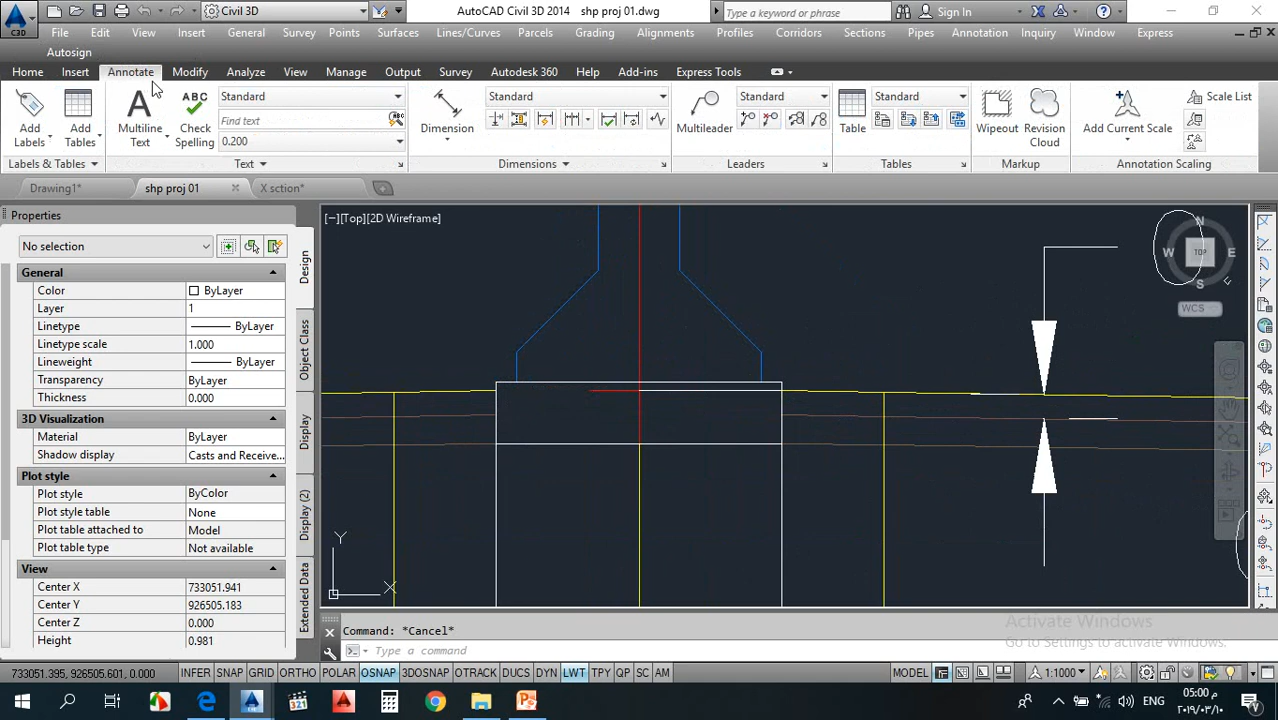 Civil 3D
AutoCAD Civil 3D 2014 shp proj 01.dwg
Type a keyword or phrase
Sign In
C3D
File Edit View Insert General Survey Points Surfaces Lines/Curves Parcels Grading Alignments Profiles Corridors Sections Pipes Annotation Inquiry Window Express
Autosign
Home Insert Annotate Modify Analyze View Manage Output Survey Autodesk 360 Help Add-ins Express Tools
Add Labels
Add Tables
Labels & Tables
A
Multiline Text
ABC
Check Spelling
Standard
Find text
0.200
Text
Dimension
Standard
Dimensions
Multileader
Standard
Leaders
Table
Standard
Tables
Wipeout
Revision Cloud
Markup
Add Current Scale
Scale List
Annotation Scaling
Drawing1*
shp proj 01
X sction*
Properties
No selection
General
Color ByLayer
Layer 1
Linetype ByLayer
Linetype scale 1.000
Lineweight ByLayer
Transparency ByLayer
Thickness 0.000
3D Visualization
Material ByLayer
Shadow display Casts and Receive...
Plot style
Plot style ByColor
Plot style table None
Plot table attached to Model
Plot table type Not available
View
Center X 733051.941
Center Y 926505.183
Center Z 0.000
Height 0.981
Design
Object Class
Display
Display (2)
Extended Data
[−][Top][2D Wireframe]
N
W TOP E
S
WCS
Y
X
Command: *Cancel*
Type a command
Activate Windows
Go to Settings to activate Windows.
733051.395, 926505.601, 0.000
INFER SNAP GRID ORTHO POLAR OSNAP 3DOSNAP OTRACK DUCS DYN LWT TPY QP SC AM
MODEL
1:1000
321
C3D
ENG
05:00 م
٢٠١٩/٠٣/١٠